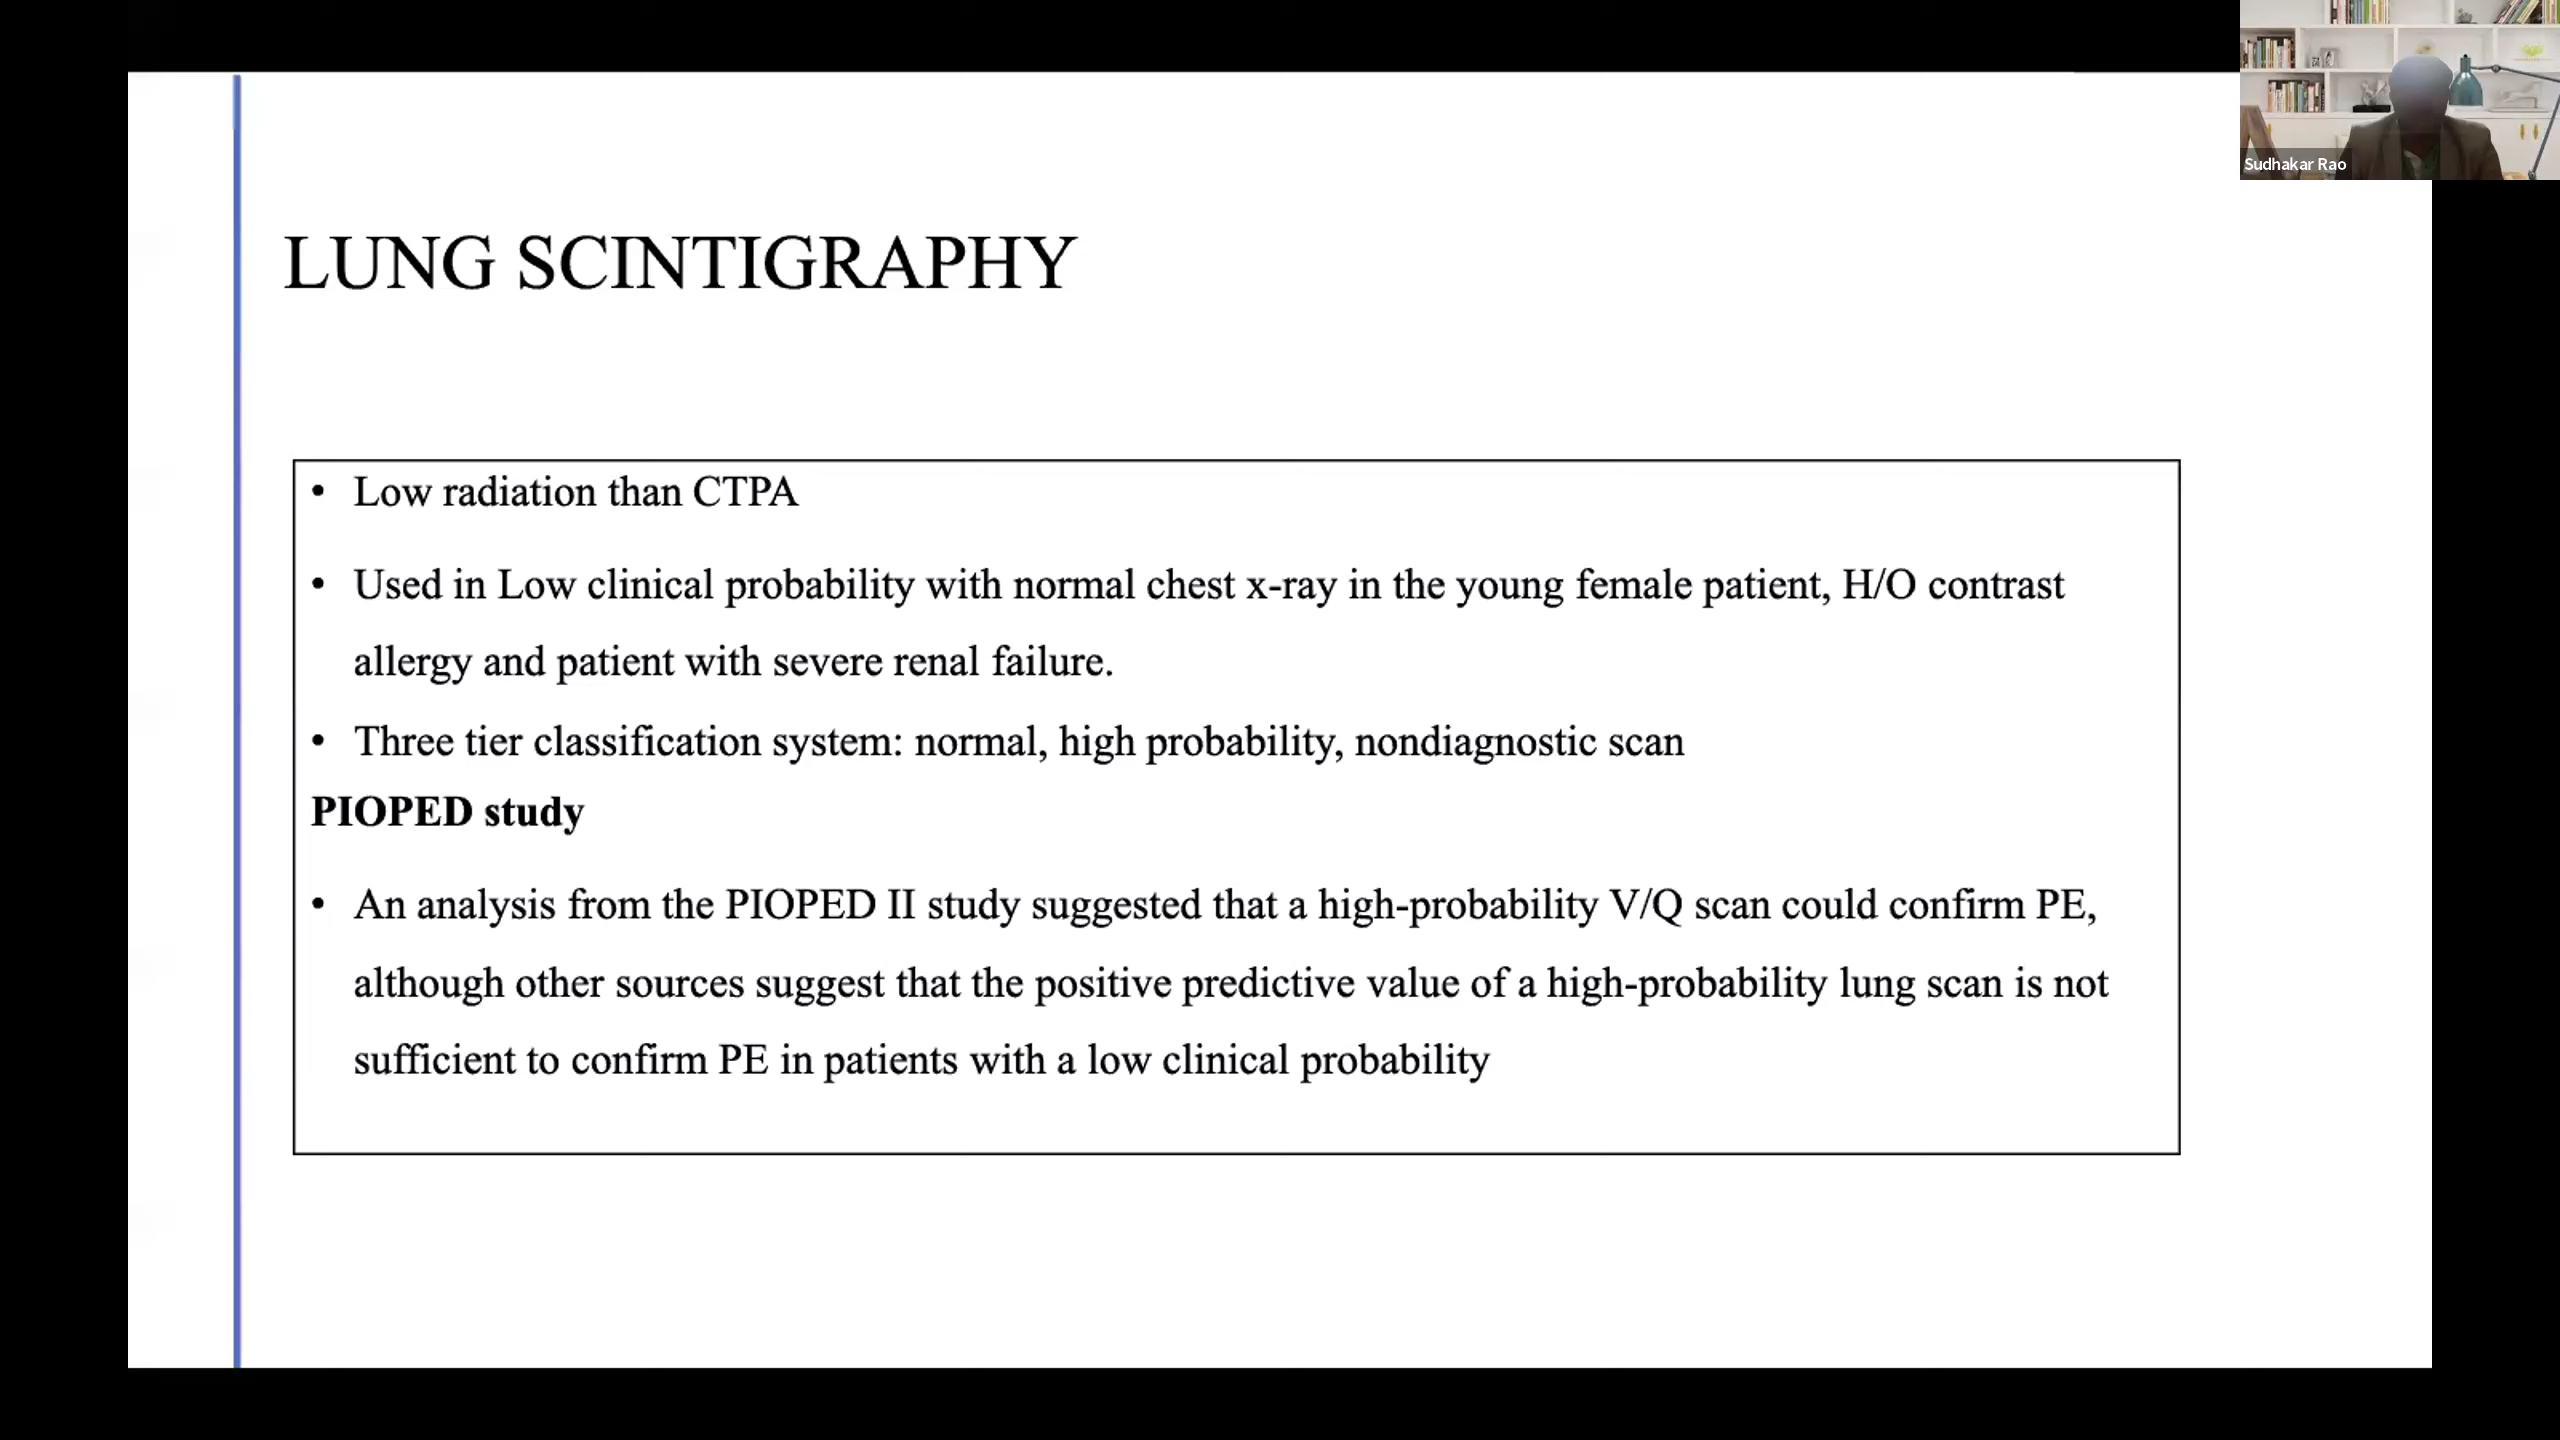 Sudhakar Rao
LUNG SCINTIGRAPHY
• Low radiation than CTPA
• Used in Low clinical probability with normal chest x-ray in the young female patient, H/O contrast
allergy and patient with severe renal failure.
• Three tier classification system: normal, high probability, nondiagnostic scan
PIOPED study
• An analysis from the PIOPED II study suggested that a high-probability V/Q scan could confirm PE,
although other sources suggest that the positive predictive value of a high-probability lung scan is not
sufficient to confirm PE in patients with a low clinical probability